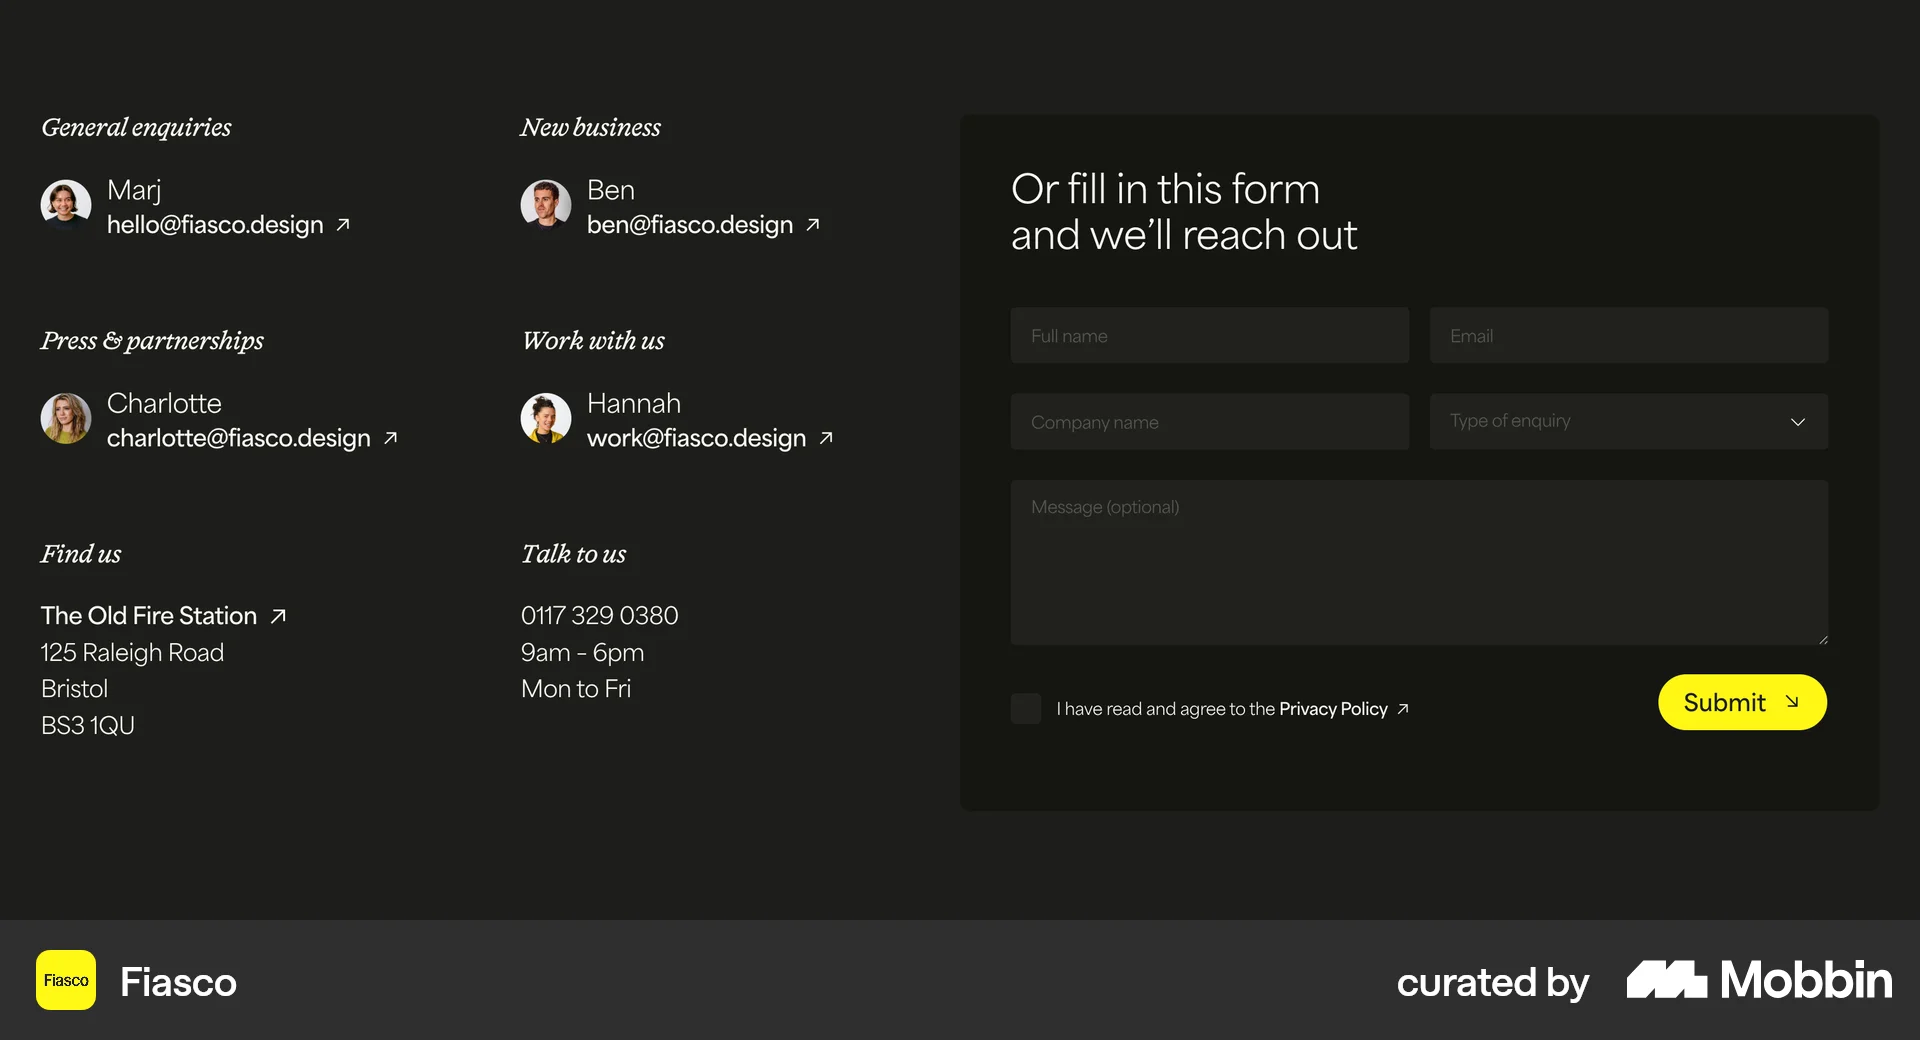 General enquiries
Marj
hello@fiasco.design
New business
Ben
ben@fiasco.design
Press & partnerships
Charlotte
charlotte@fiasco.design
Work with us
Hannah
work@fiasco.design
Find us
The Old Fire Station
125 Raleigh Road
Bristol
BS3 1QU
Talk to us
0117 329 0380
9am – 6pm
Mon to Fri
Or fill in this form
and we’ll reach out
Full name
Email
Company name
Type of enquiry
Message (optional)
I have read and agree to the Privacy Policy
Submit
Fiasco
Fiasco
curated by Mobbin